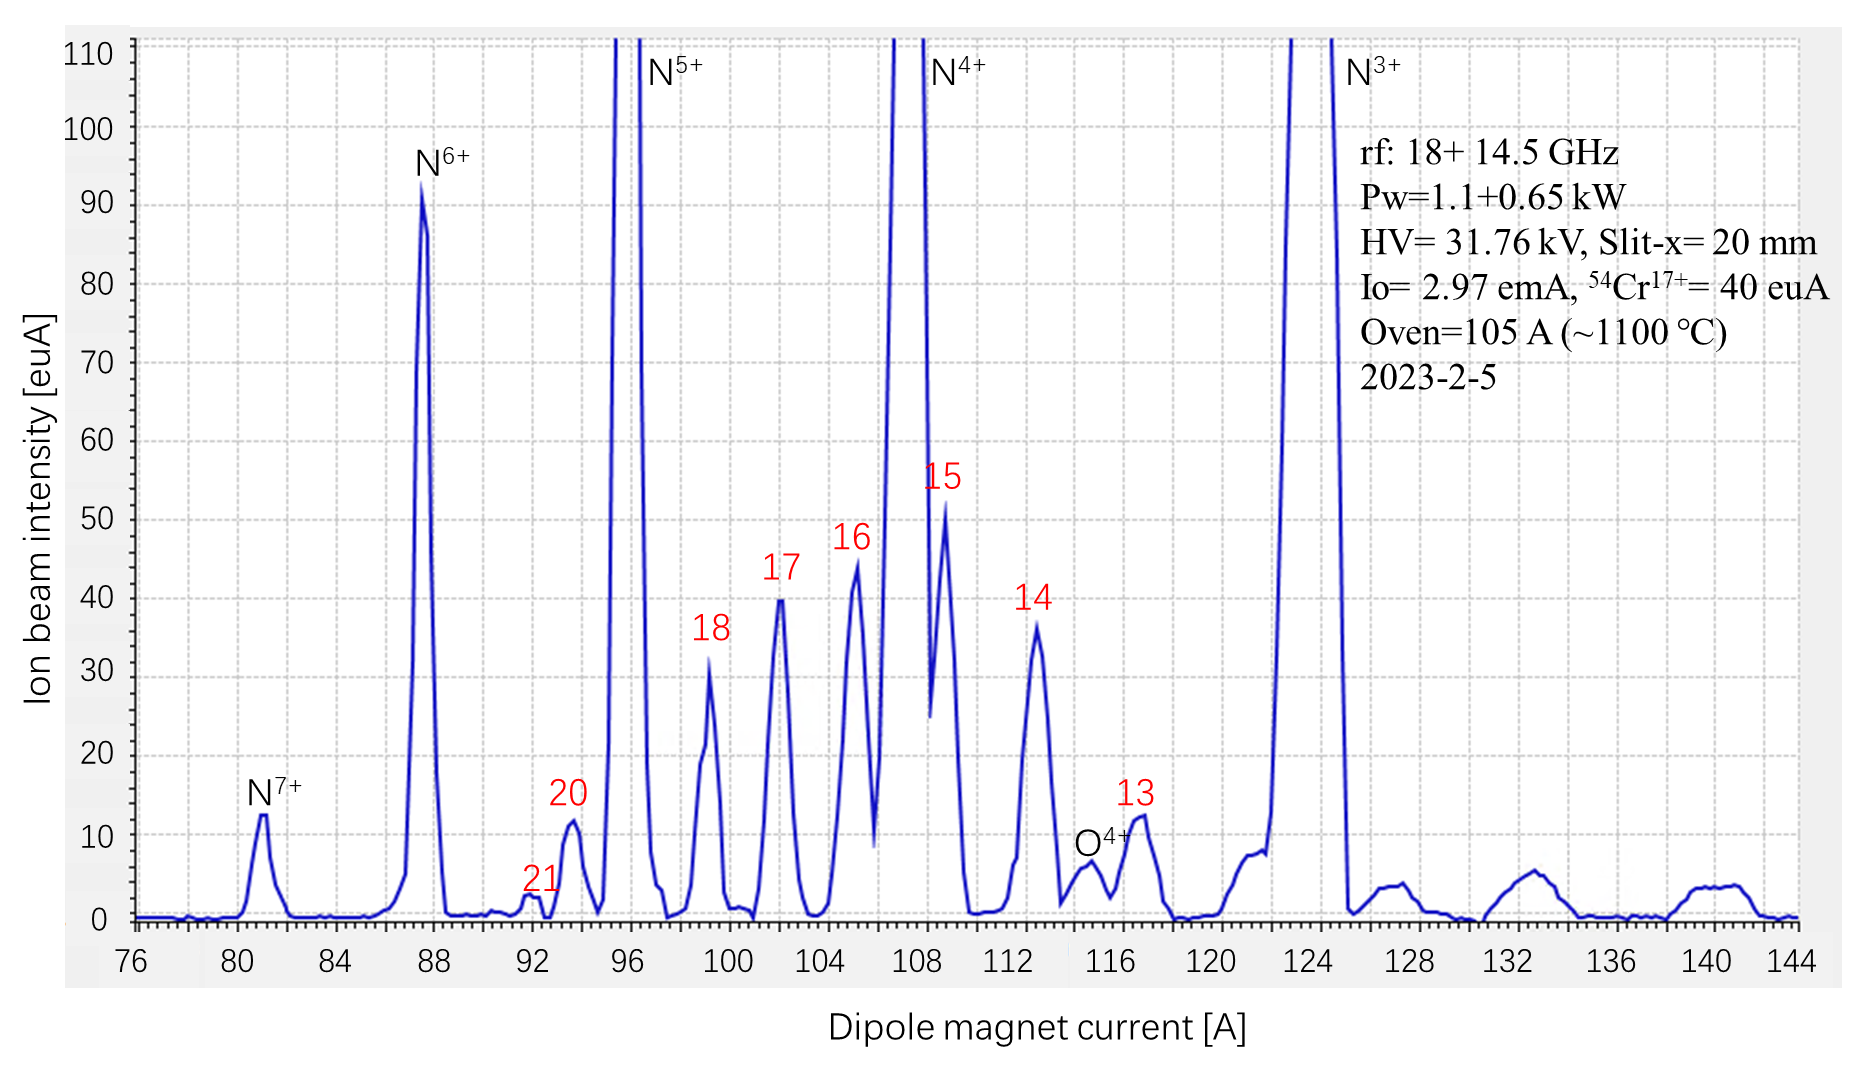 110
100
90
80
70
60
50
40
30
20
10
0
Ion beam intensity [euA]
N⁷⁺
N⁶⁺
21
20
N⁵⁺
18
17
16
N⁴⁺
15
14
O⁴⁺
13
N³⁺
rf: 18+ 14.5 GHz
Pw=1.1+0.65 kW
HV= 31.76 kV, Slit-x= 20 mm
Io= 2.97 emA, ⁵⁴Cr¹⁷⁺= 40 euA
Oven=105 A (~1100 ℃)
2023-2-5
76 80 84 88 92 96 100 104 108 112 116 120 124 128 132 136 140 144
Dipole magnet current [A]